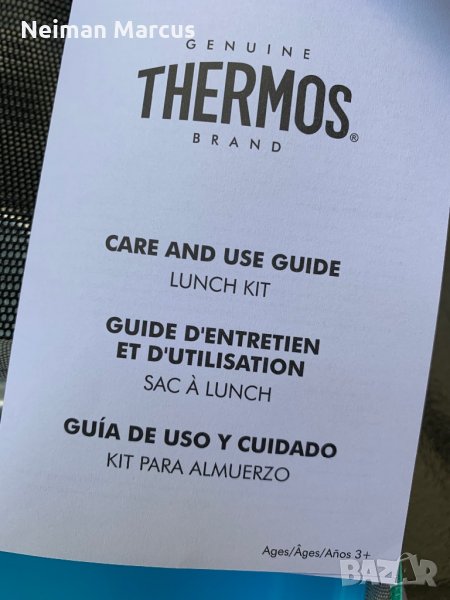 Neiman Marcus
GENUINE
THERMOS®
BRAND
CARE AND USE GUIDE
LUNCH KIT
GUIDE D'ENTRETIEN
ET D'UTILISATION
SAC À LUNCH
GUÍA DE USO Y CUIDADO
KIT PARA ALMUERZO
Ages/Âges/Años 3+
BAZAR